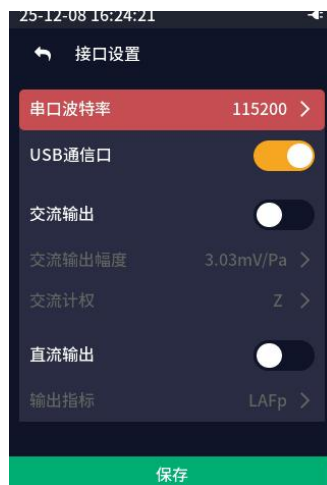 25-12-08 16:24:21
接口设置
串口波特率 115200
USB通信口
交流输出
交流输出幅度 3.03mV/Pa
交流计权 Z
直流输出
输出指标 LAFp
保存